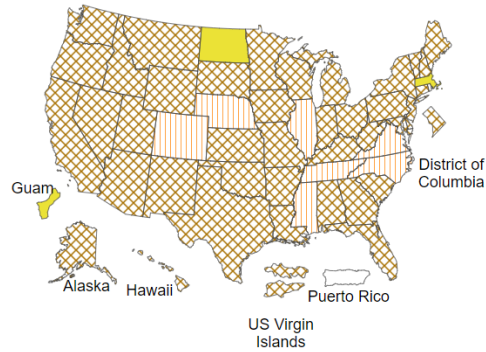 District of
Columbia
Guam
Alaska
Hawaii
Puerto Rico
US Virgin
Islands